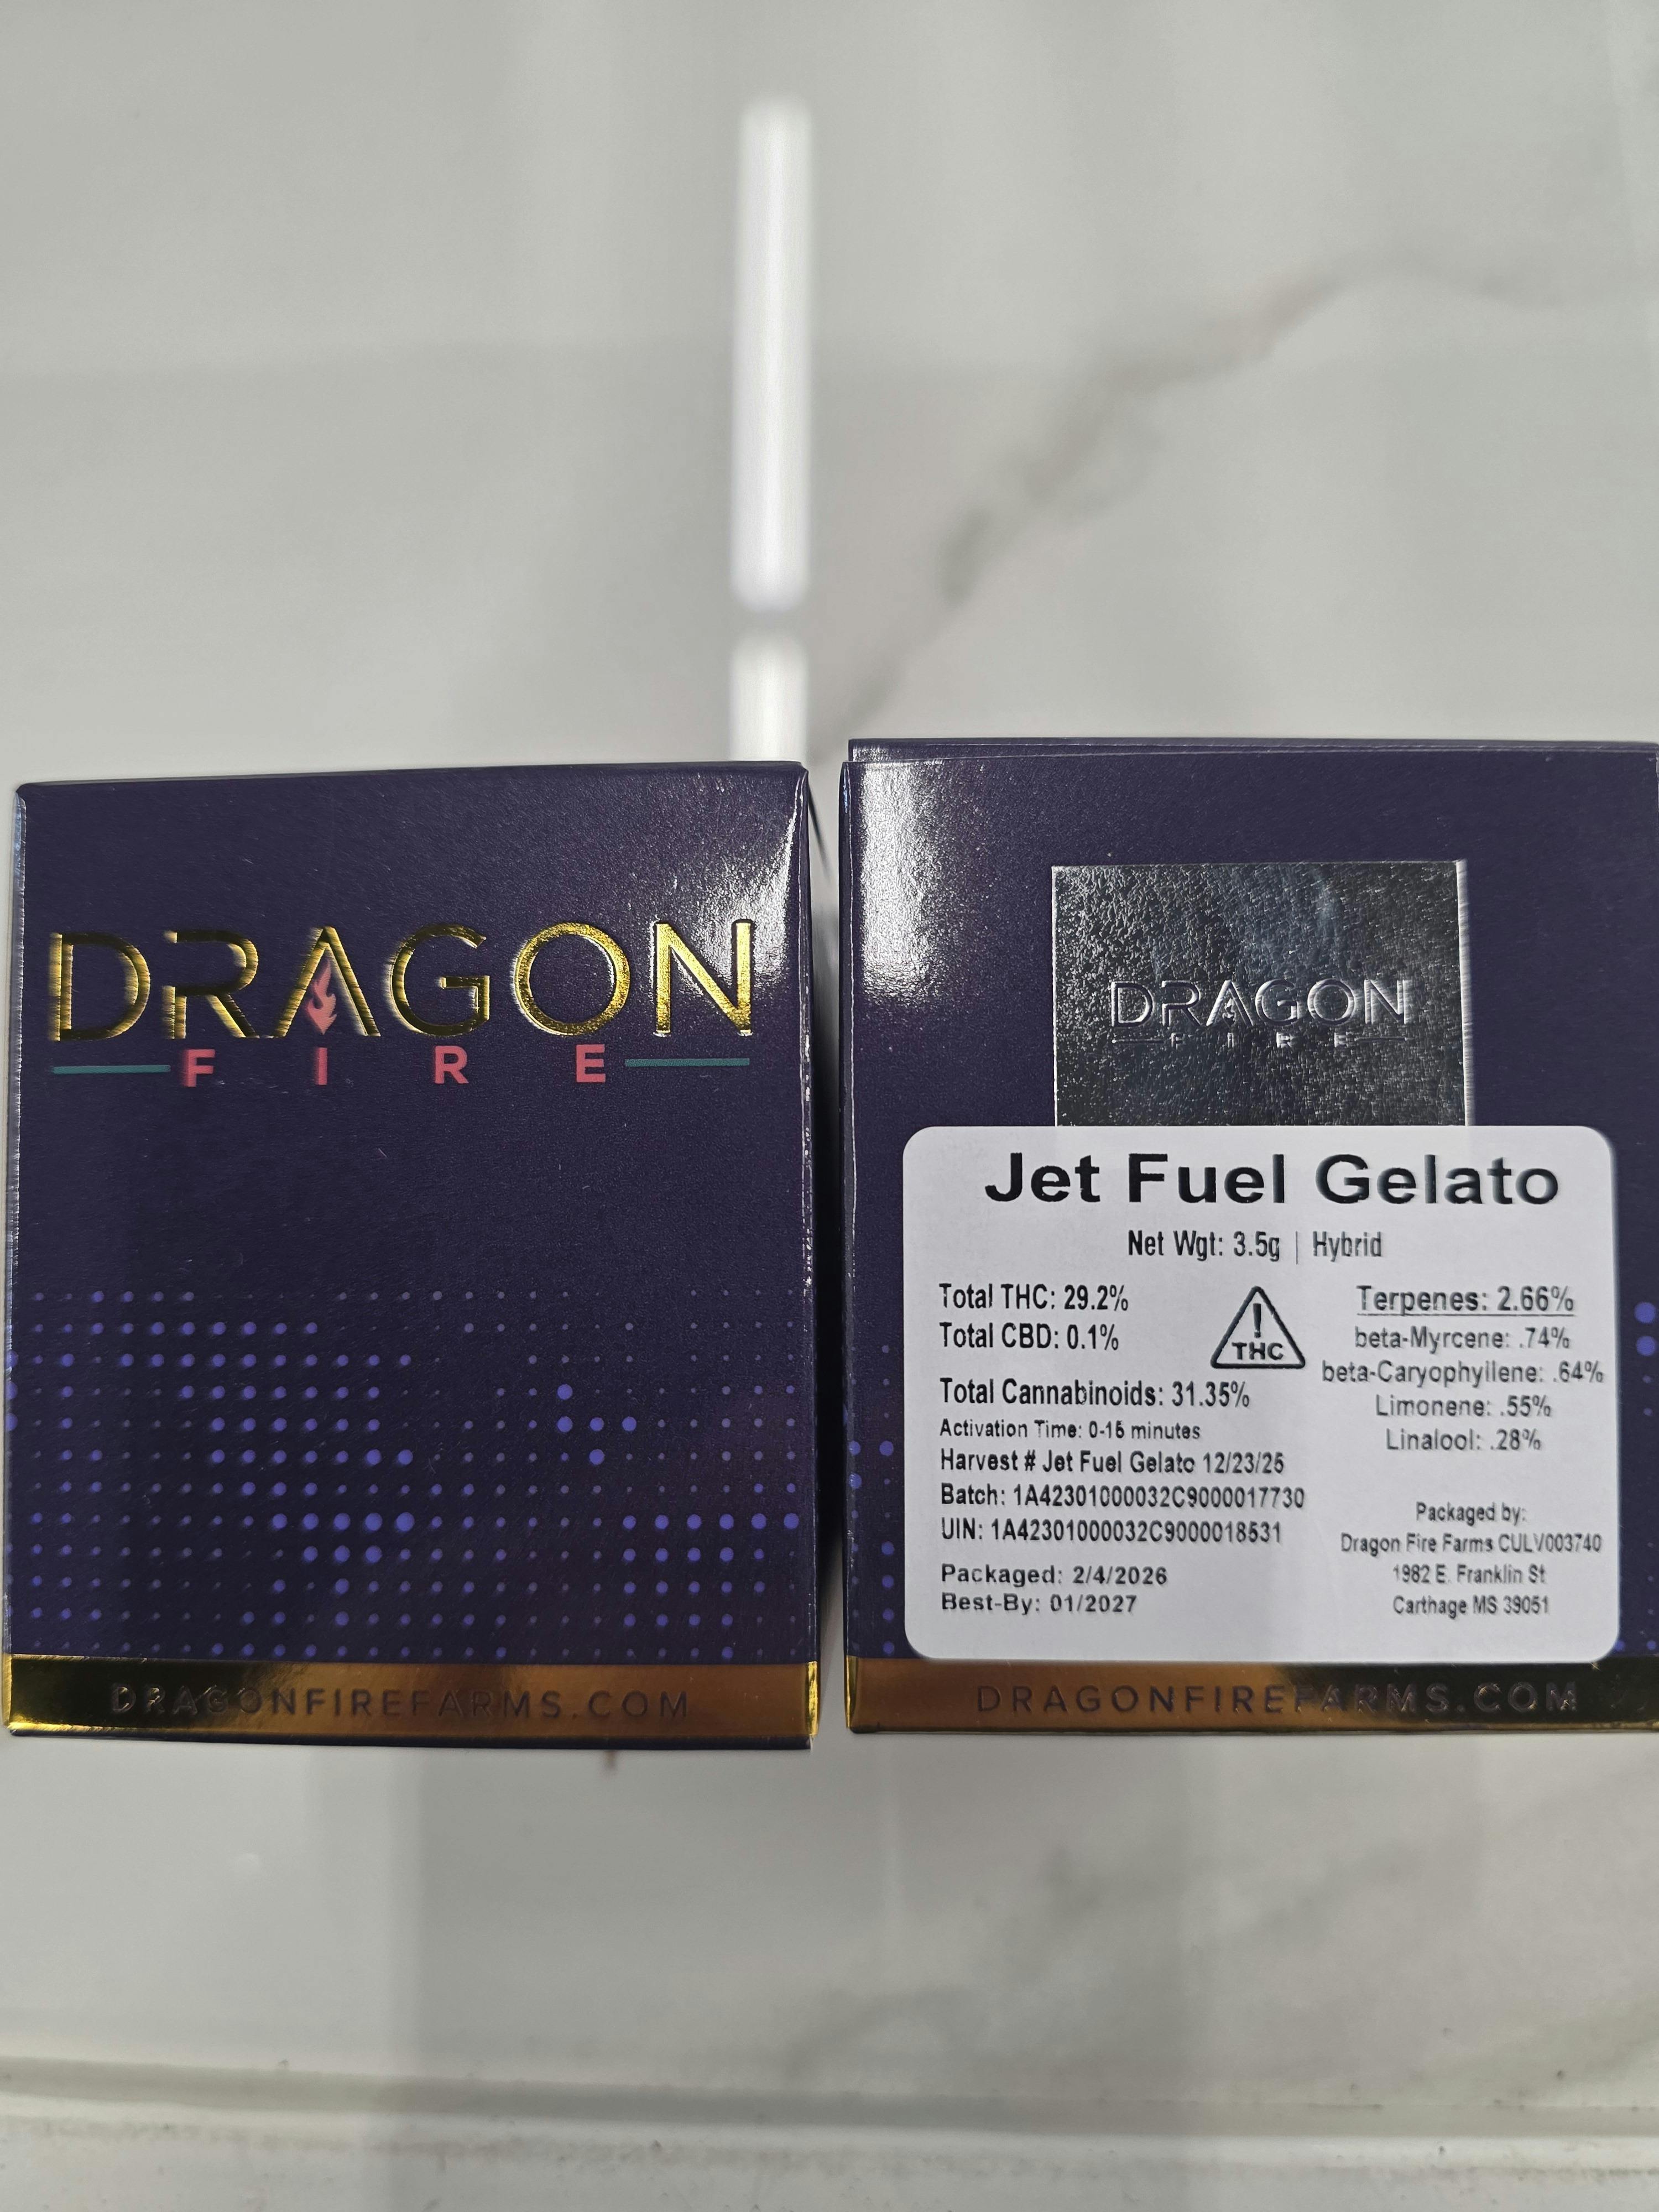 DRAGON
FIRE
DRAGONFIREFARMS.COM
DRAGON
FIRE
Jet Fuel Gelato
Net Wgt: 3.5g | Hybrid
Total THC: 29.2%
Total CBD: 0.1%
THC
Total Cannabinoids: 31.35%
Activation Time: 0-15 minutes
Harvest # Jet Fuel Gelato 12/23/25
Batch: 1A42301000032C9000017730
UIN: 1A42301000032C9000018531
Packaged: 2/4/2026
Best-By: 01/2027
Terpenes: 2.66%
beta-Myrcene: .74%
beta-Caryophyllene: .64%
Limonene: .55%
Linalool: .28%
Packaged by:
Dragon Fire Farms CULV003740
1982 E. Franklin St
Carthage MS 39051
DRAGONFIREFARMS.COM